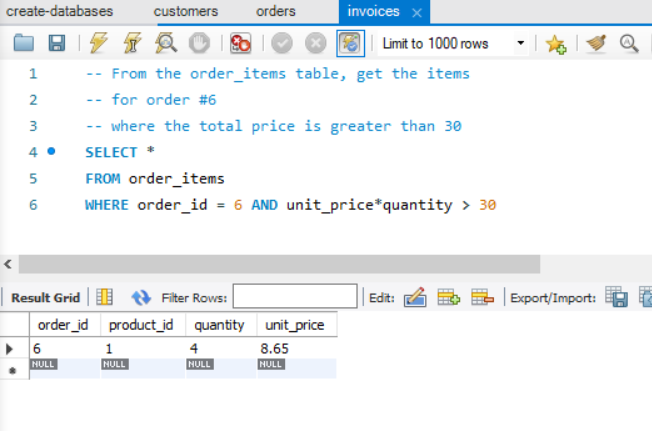 create-databases customers orders invoices
Limit to 1000 rows
1 -- From the order_items table, get the items
2 -- for order #6
3 -- where the total price is greater than 30
4 SELECT *
5 FROM order_items
6 WHERE order_id = 6 AND unit_price*quantity > 30
Result Grid Filter Rows: Edit: Export/Import:
order_id product_id quantity unit_price
6 1 4 8.65
NULL NULL NULL NULL